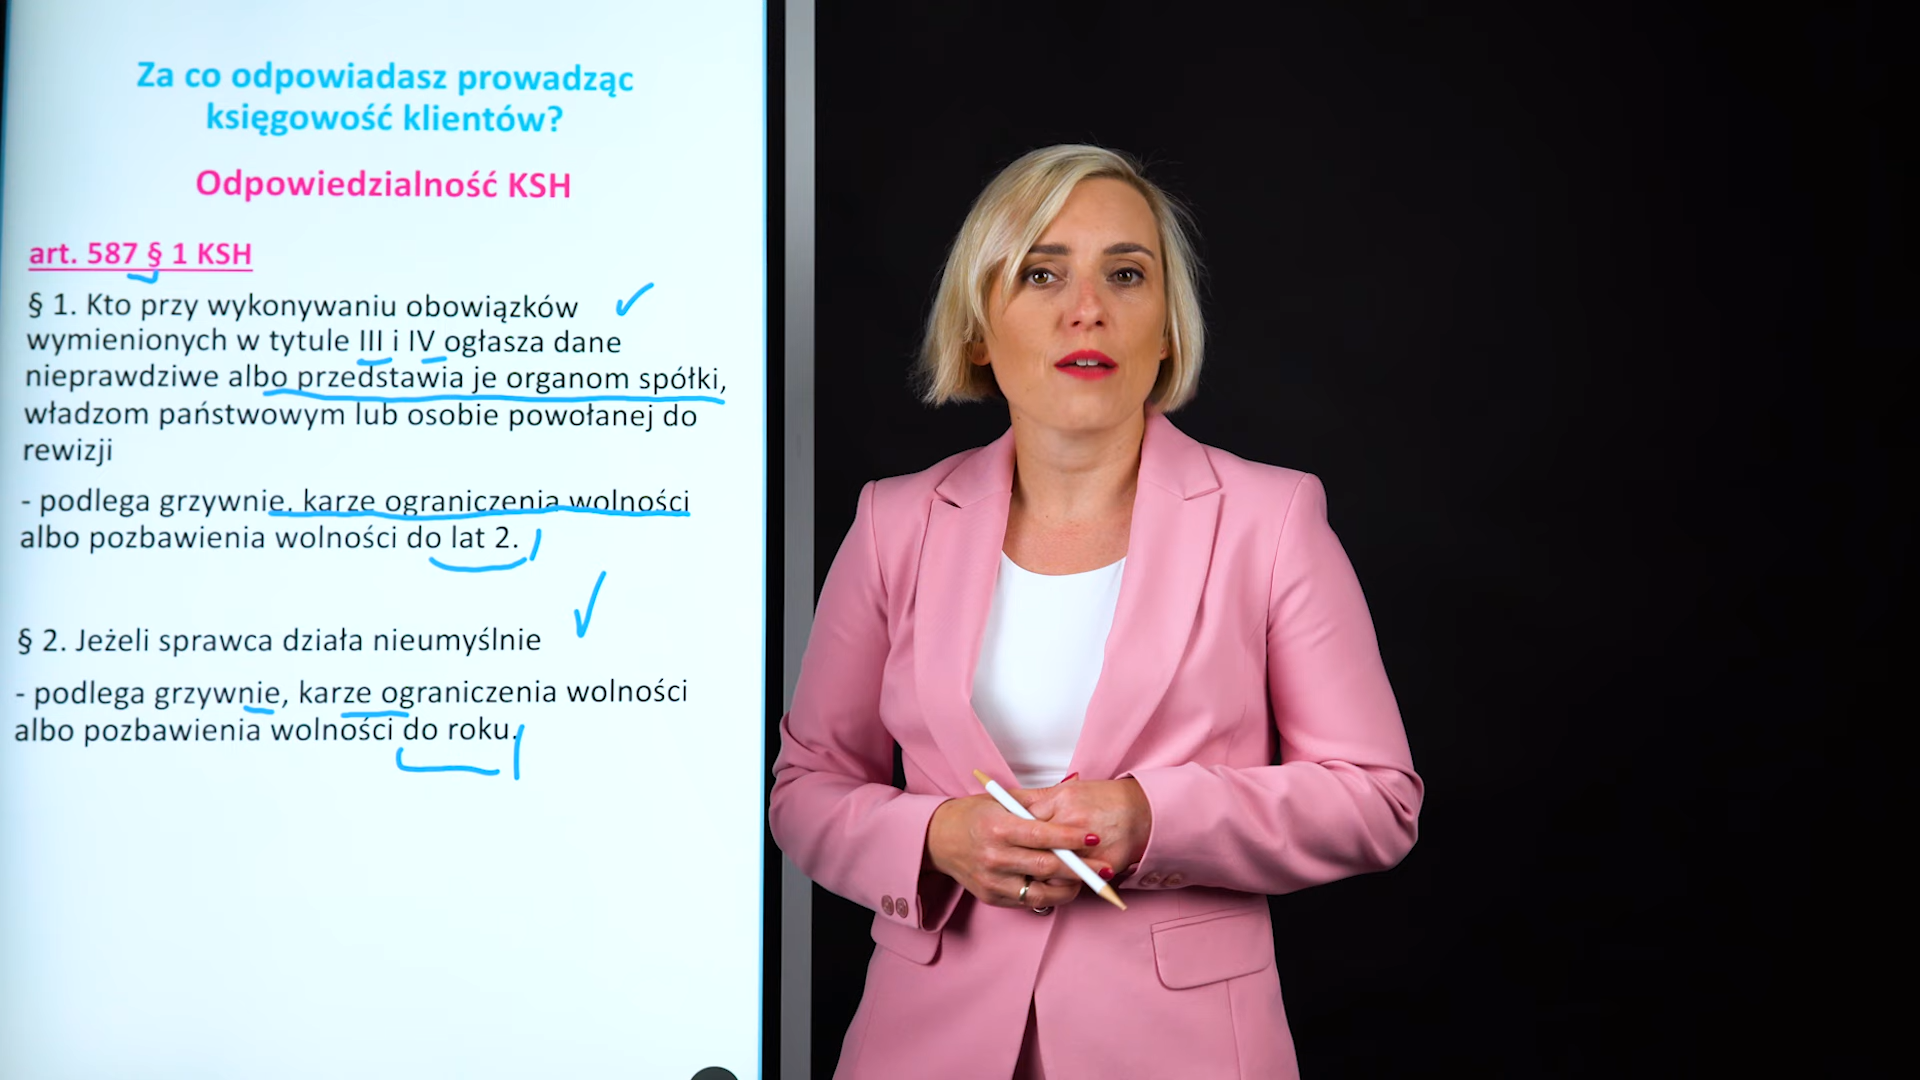 Za co odpowiadasz prowadząc
księgowość klientów?
Odpowiedzialność KSH
art. 587 § 1 KSH
§ 1. Kto przy wykonywaniu obowiązków
wymienionych w tytule III i IV ogłasza dane
nieprawdziwe albo przedstawia je organom spółki,
władzom państwowym lub osobie powołanej do
rewizji
- podlega grzywnie, karze ograniczenia wolności
albo pozbawienia wolności do lat 2.
§ 2. Jeżeli sprawca działa nieumyślnie
- podlega grzywnie, karze ograniczenia wolności
albo pozbawienia wolności do roku.